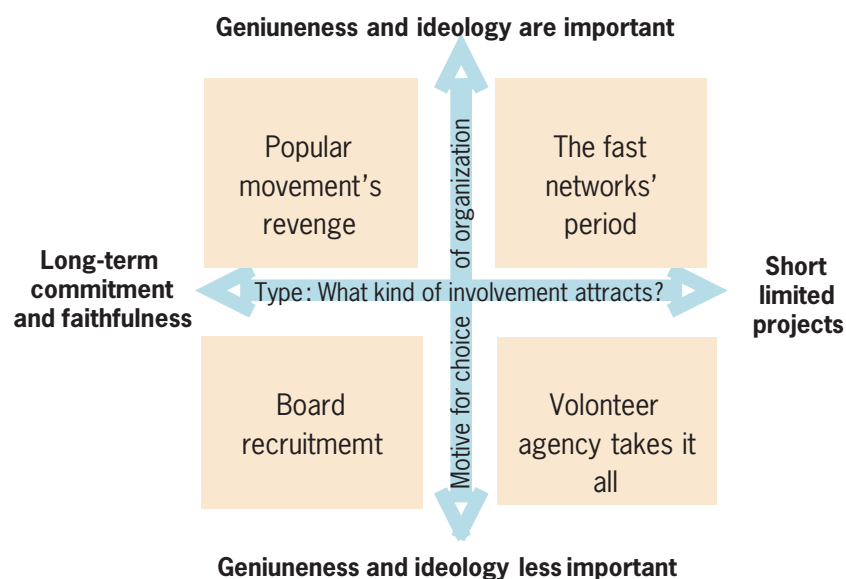 Geniuneness and ideology are important
Popular
movement's
revenge
The fast
networks'
period
Long-term
commitment
and faithfulness
Type: What kind of involvement attracts?
Short
limited
projects
Motive for choice of organization
Board
recruitmemt
Volonteer
agency takes it
all
Geniuneness and ideology less important